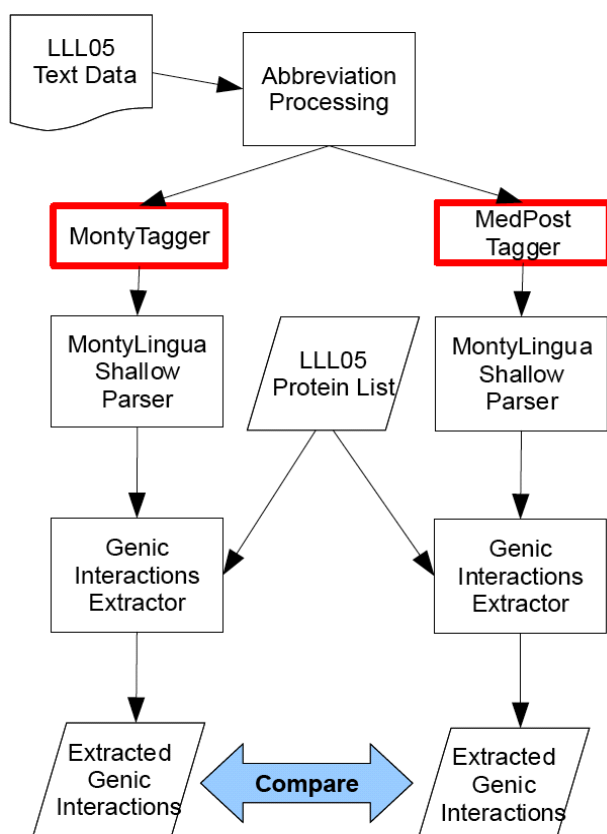 LLL05
Text Data
Abbreviation
Processing
MontyTagger
MedPost
Tagger
MontyLingua
Shallow
Parser
LLL05
Protein List
MontyLingua
Shallow
Parser
Genic
Interactions
Extractor
Genic
Interactions
Extractor
Extracted
Genic
Interactions
Compare
Extracted
Genic
Interactions